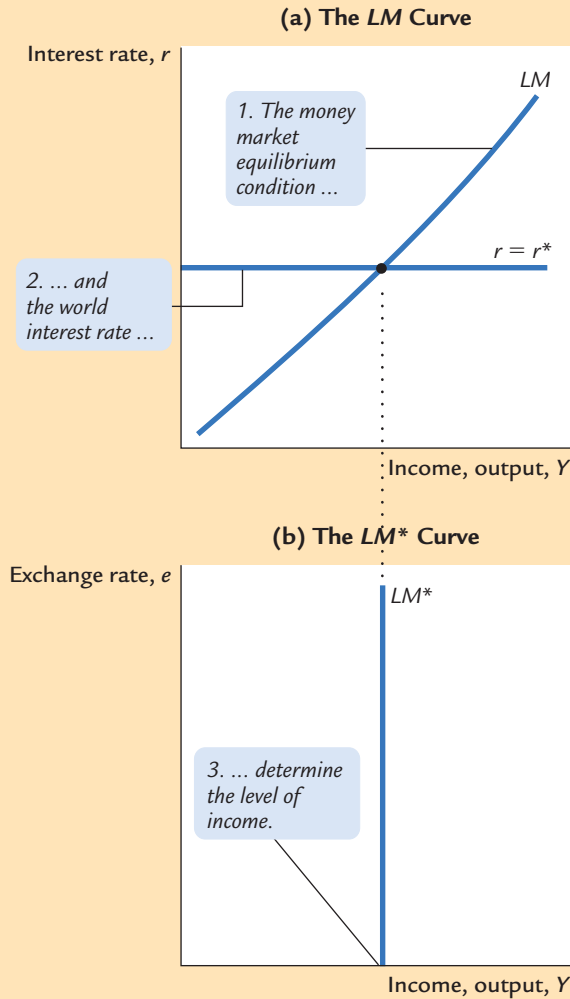 (a) The LM Curve
Interest rate, r
LM
1. The money
market
equilibrium
condition ...
r = r*
2. ... and
the world
interest rate ...
Income, output, Y
(b) The LM* Curve
Exchange rate, e
LM*
3. ... determine
the level of
income.
Income, output, Y